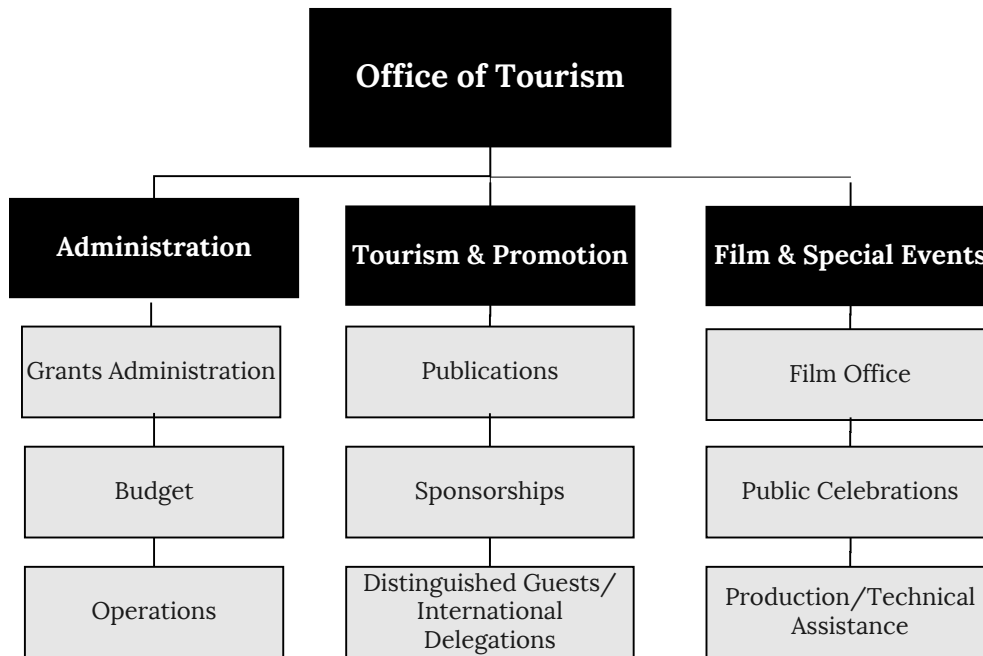 Office of Tourism
Administration
Tourism & Promotion
Film & Special Events
Grants Administration
Publications
Film Office
Budget
Sponsorships
Public Celebrations
Operations
Distinguished Guests/
International
Delegations
Production/Technical
Assistance